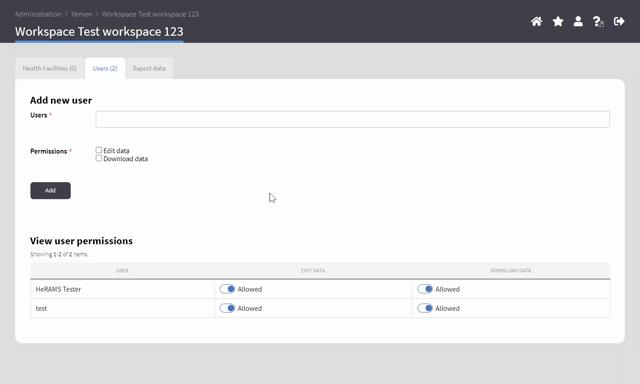 Administration > Yemen > Workspace Test workspace 123
Workspace Test workspace 123
Health Facilities (0) Users (2) Export data
Add new user
Users *
Permissions * Edit data
Download data
Add
View user permissions
Showing 1-2 of 2 items.
USER EDIT DATA DOWNLOAD DATA
HeRAMS Tester Allowed Allowed
test Allowed Allowed